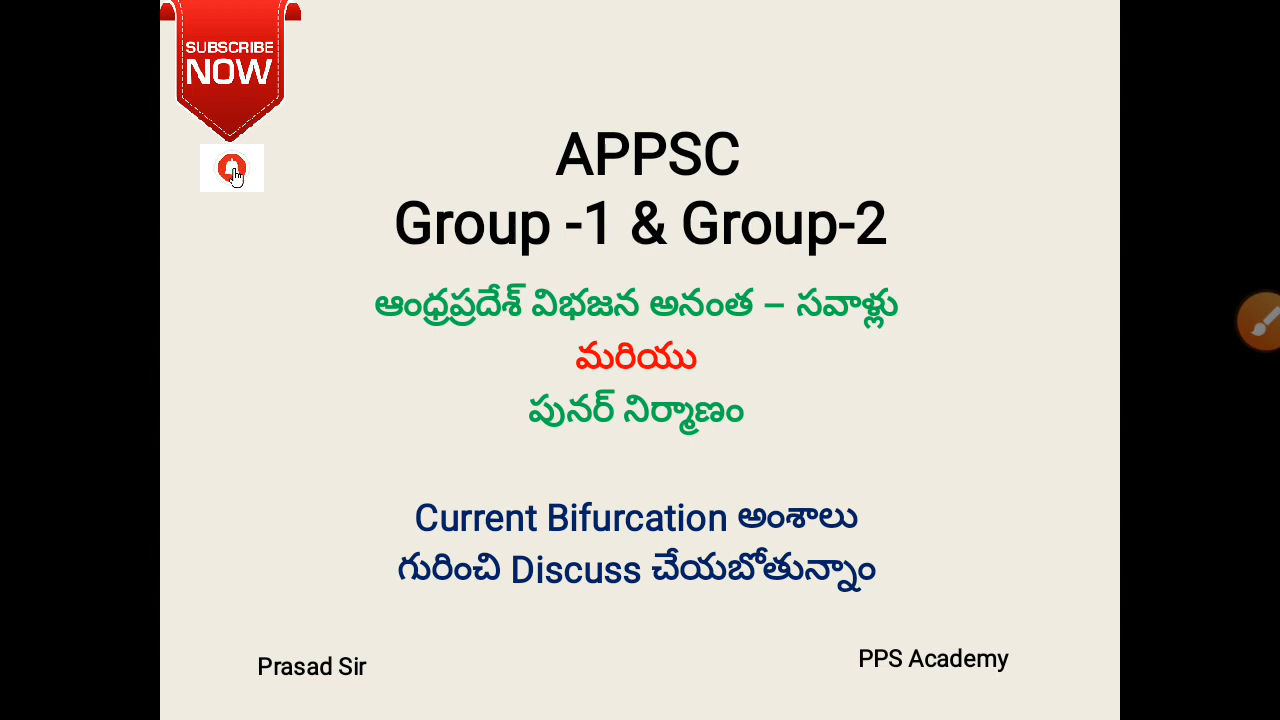 SUBSCRIBE
NOW
APPSC
Group -1 & Group-2
ఆంధ్రప్రదేశ్ విభజన అనంత – సవాళ్లు
మరియు
పునర్ నిర్మాణం
Current Bifurcation అంశాలు
గురించి Discuss చేయబోతున్నాం
Prasad Sir
PPS Academy